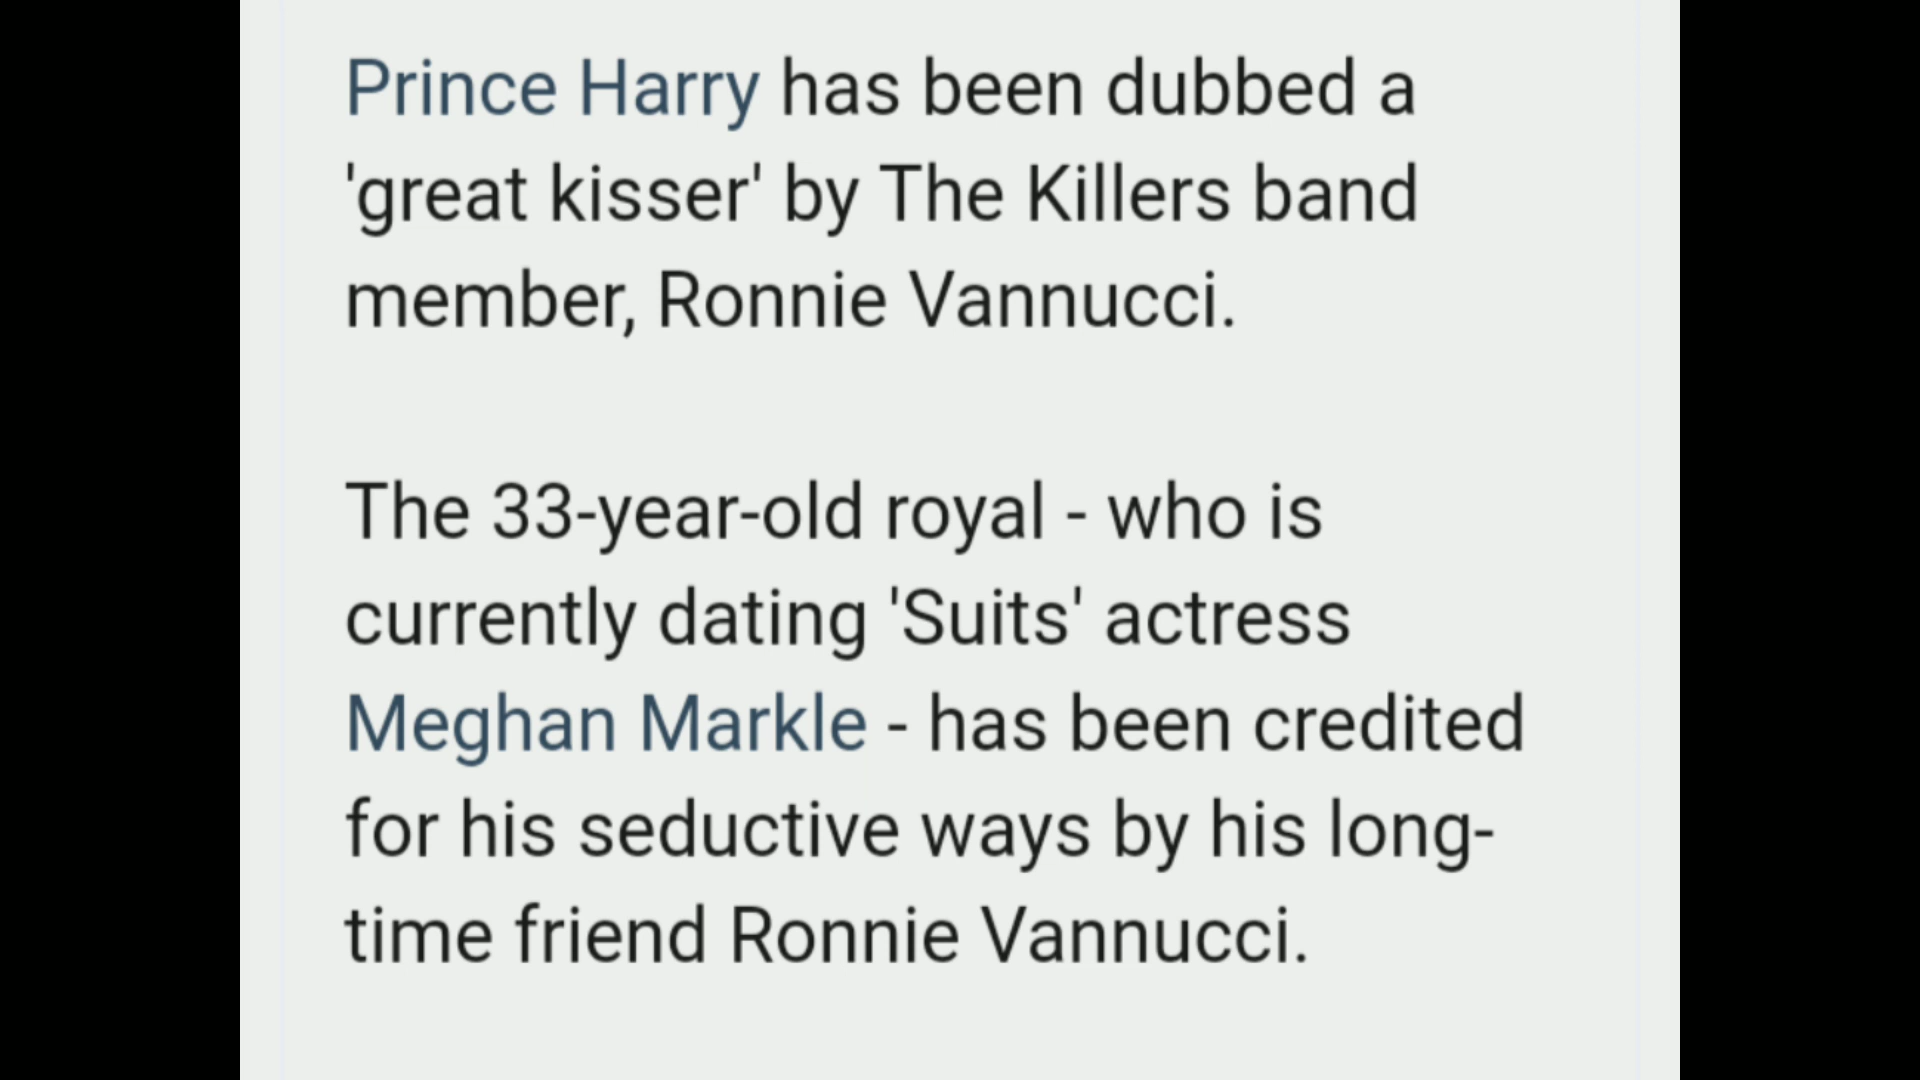 Prince Harry has been dubbed a
'great kisser' by The Killers band
member, Ronnie Vannucci.
The 33-year-old royal - who is
currently dating 'Suits' actress
Meghan Markle - has been credited
for his seductive ways by his long-
time friend Ronnie Vannucci.